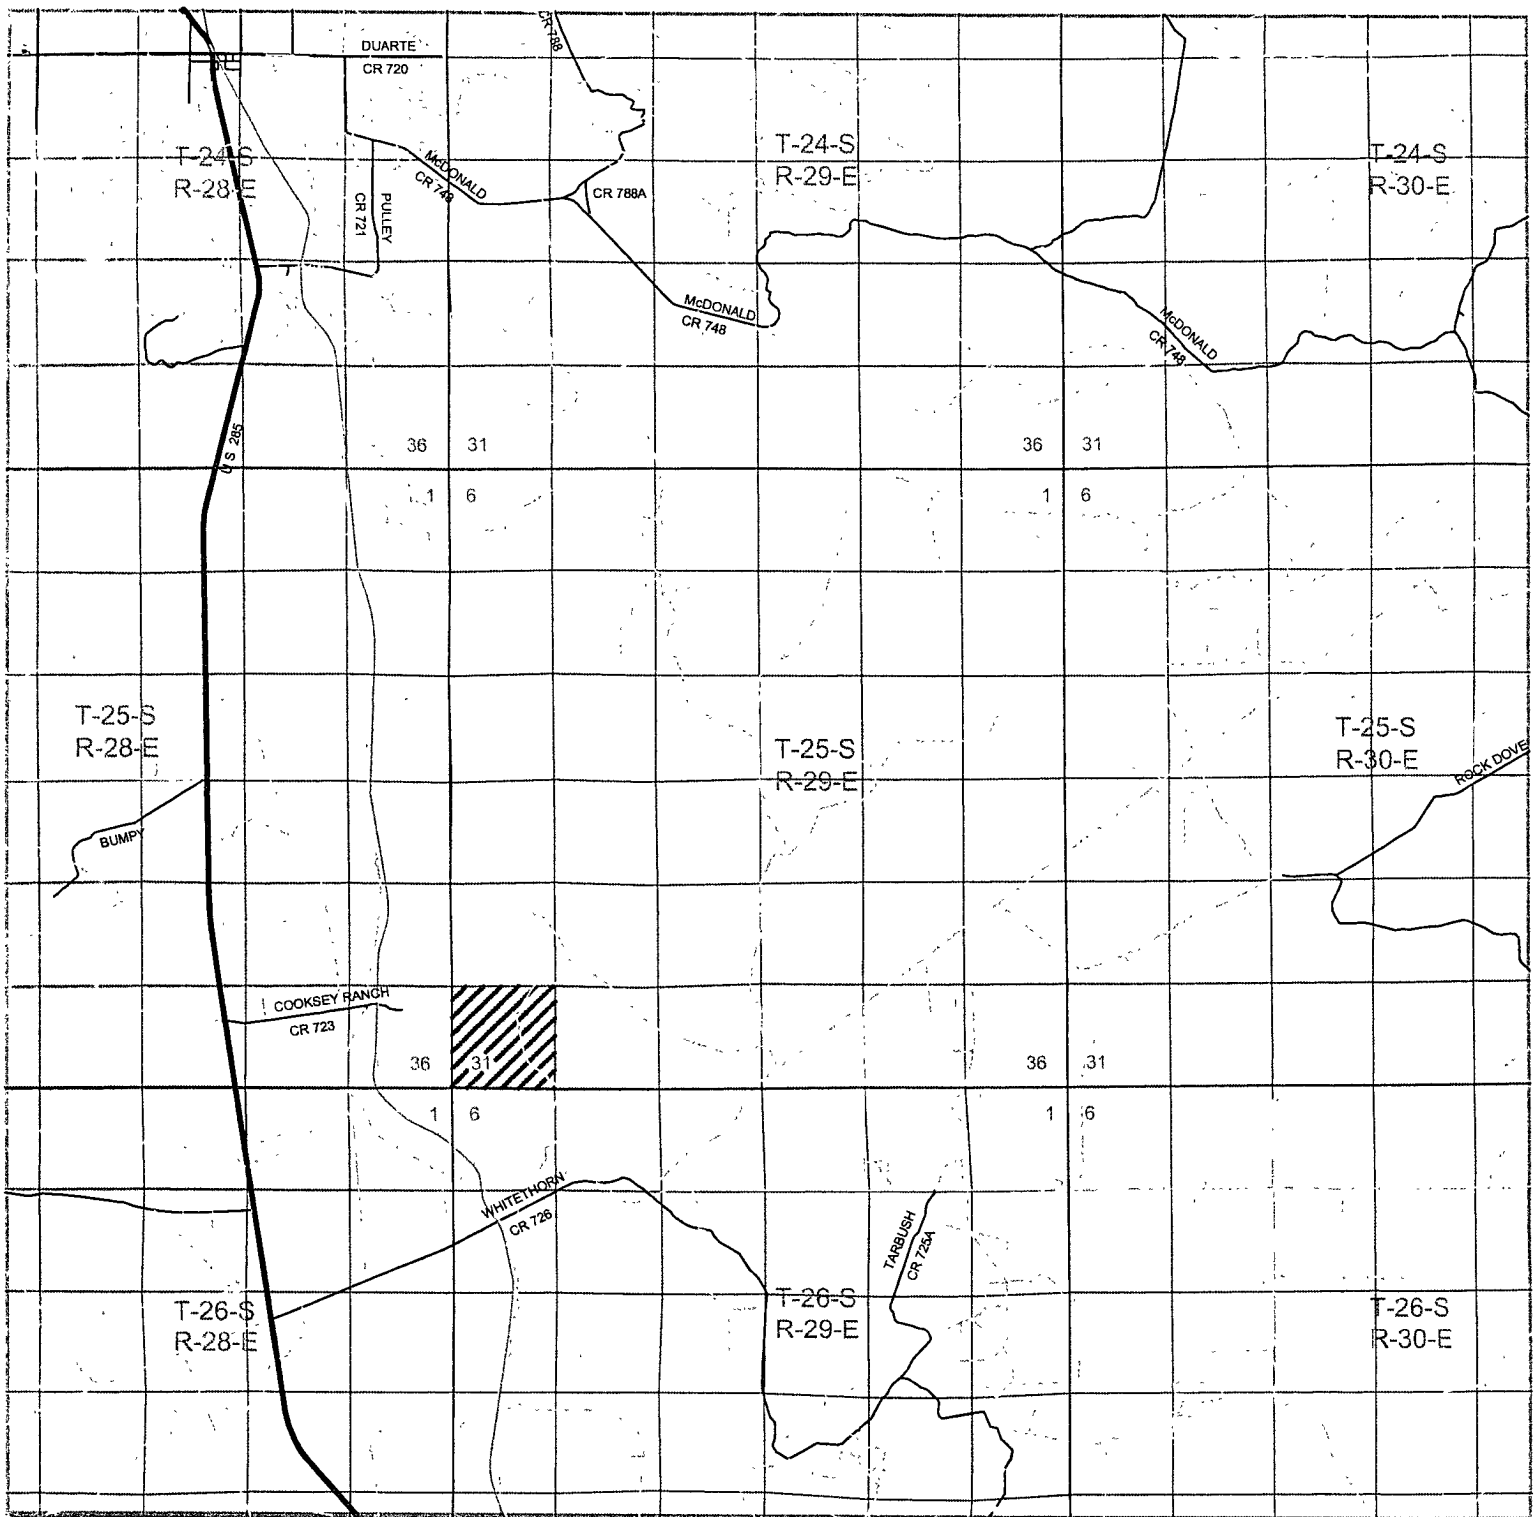 DUARTE
CR 720
CR 788
T-24-S
R-28-E
McDONALD
CR 748
PULLEY
CR 721
CR 788A
T-24-S
R-29-E
T-24-S
R-30-E
McDONALD
CR 748
McDONALD
CR 748
U S 285
36 31
1 6
36 31
1 6
T-25-S
R-28-E
T-25-S
R-29-E
T-25-S
R-30-E
ROCK DOVE
BUMPY
COOKSEY RANCH
CR 723
36 31
1 6
36 31
1 6
WHITETHORN
CR 726
TARBUSH
CR 725A
T-26-S
R-28-E
T-26-S
R-29-E
T-26-S
R-30-E